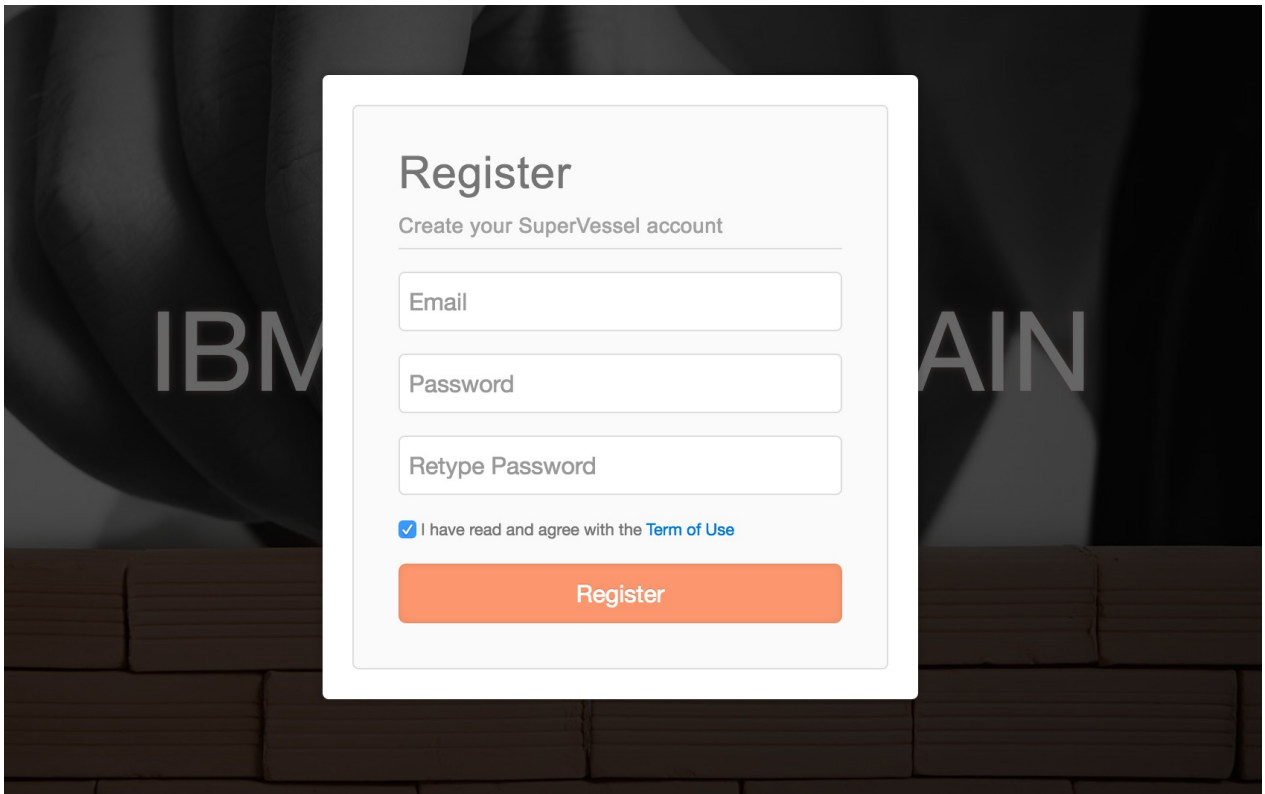 Register
Create your SuperVessel account
Email
IBM AIN
Password
Retype Password
I have read and agree with the Term of Use
Register